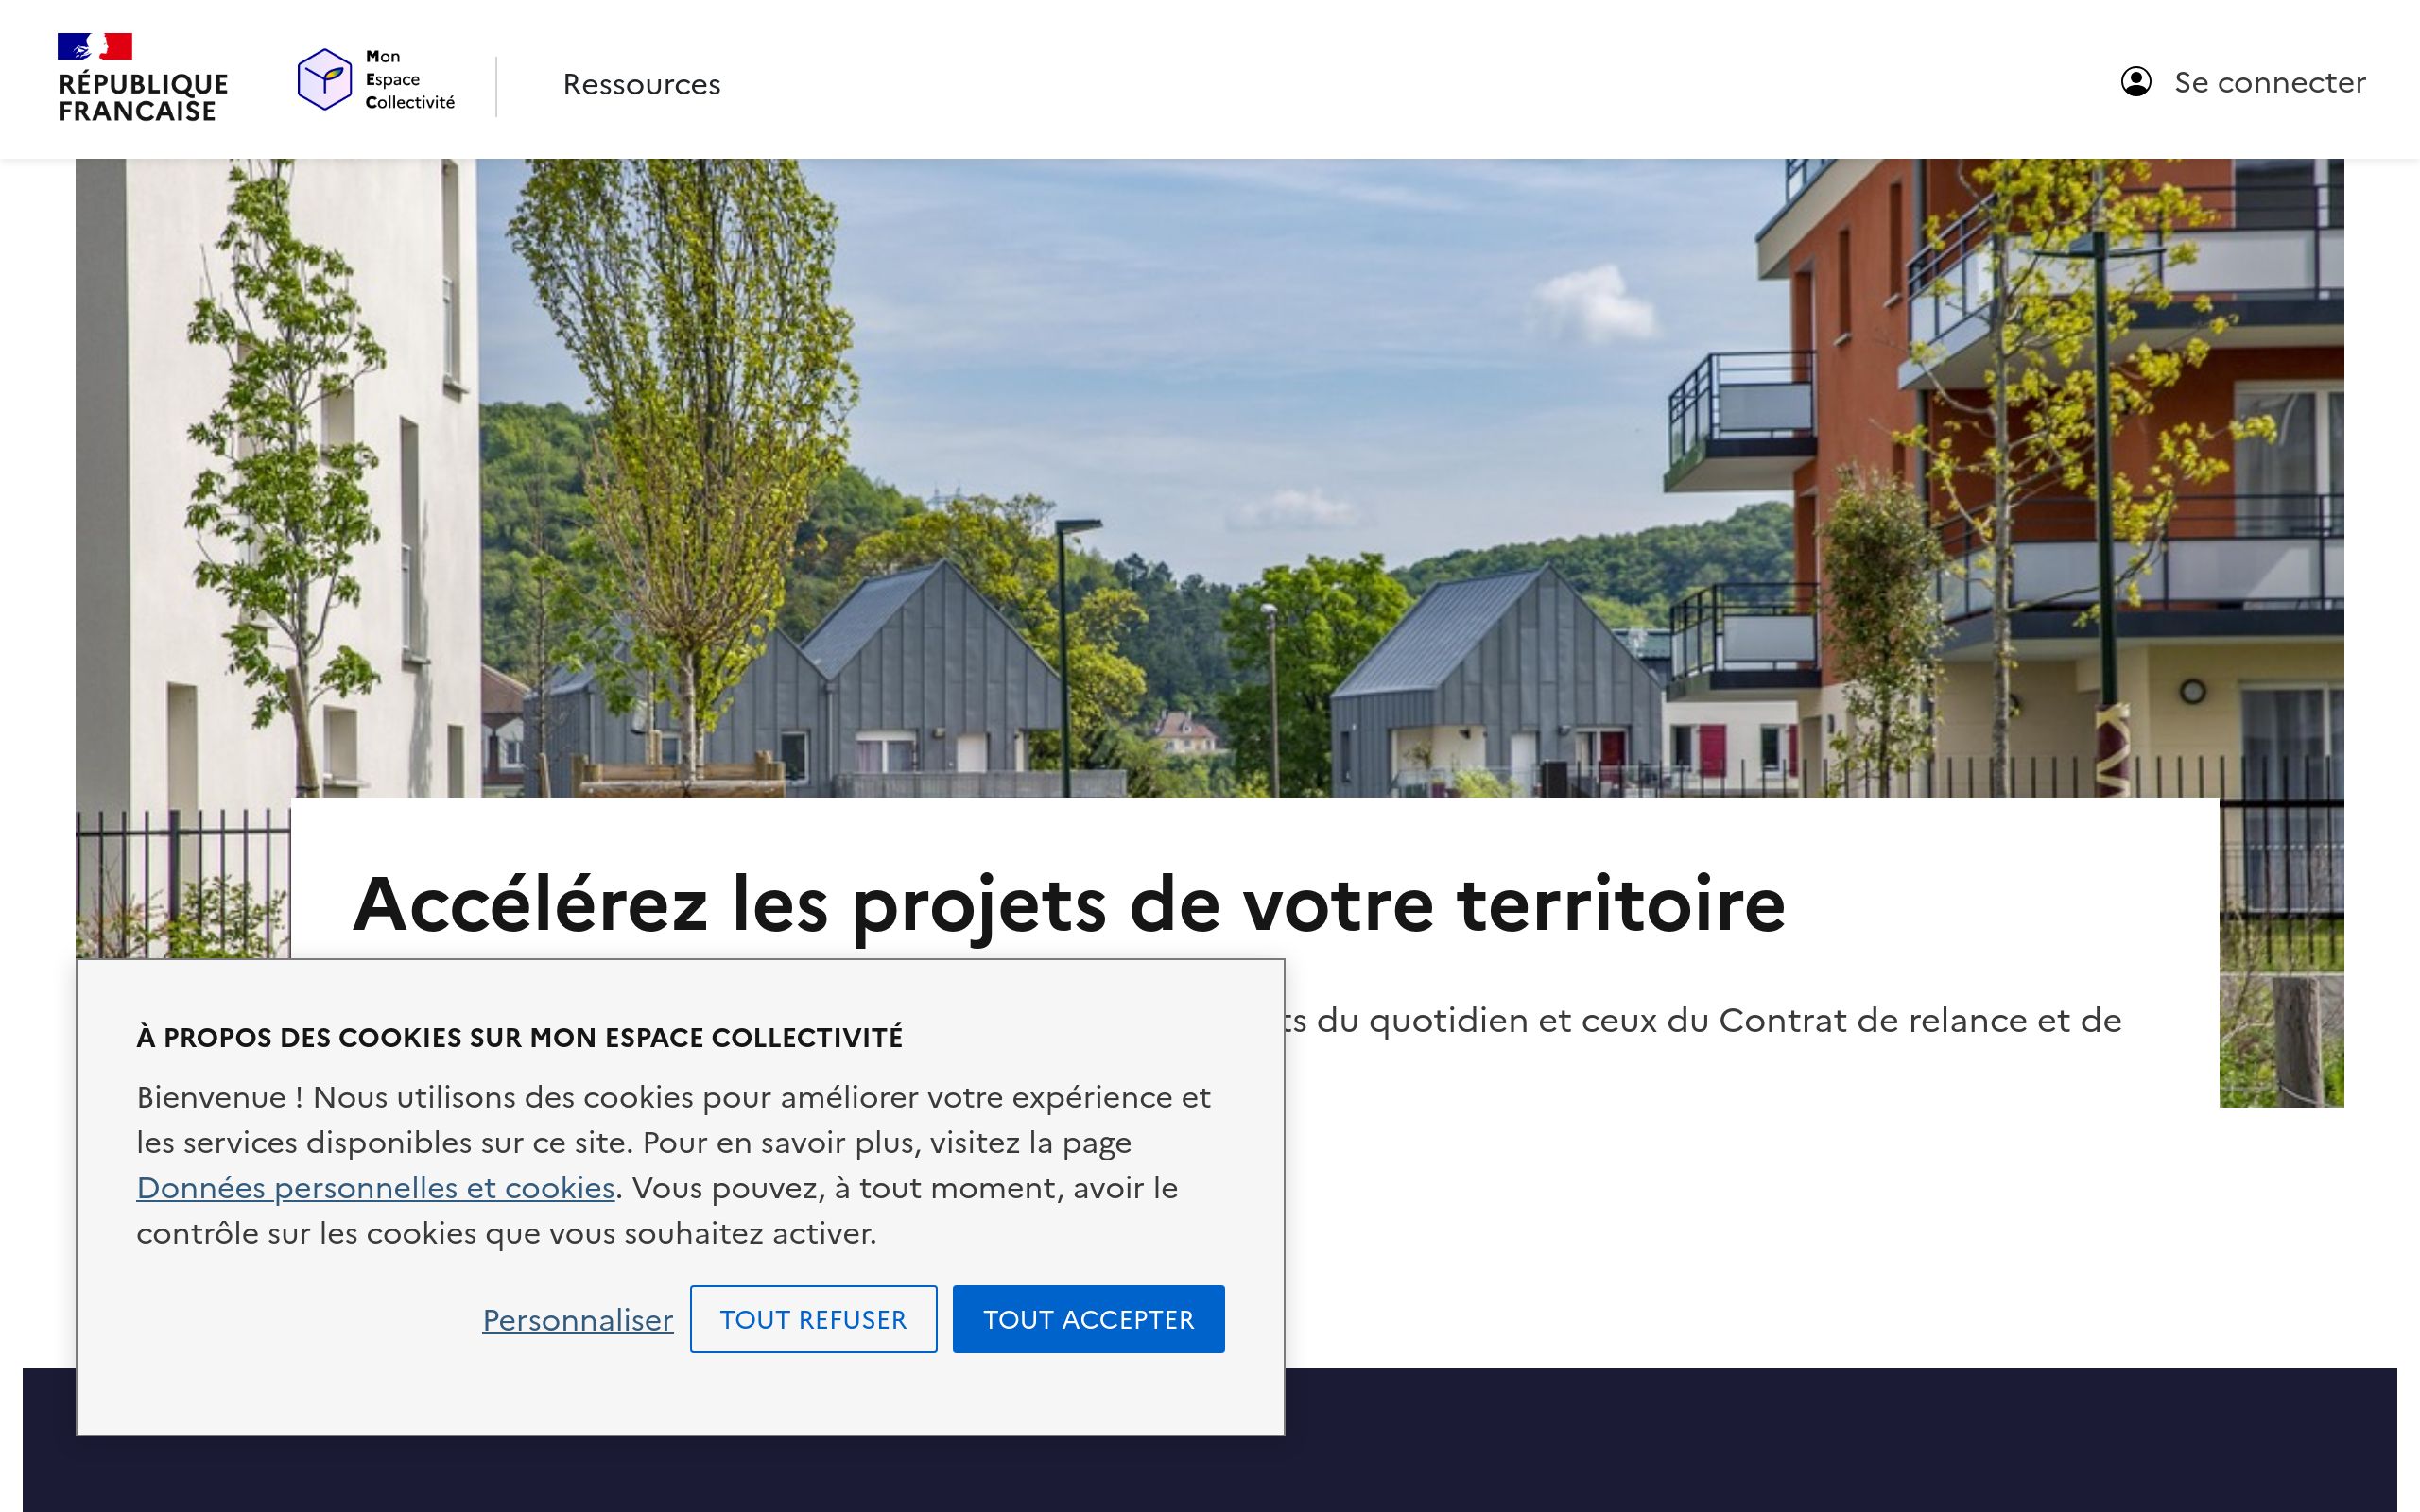 RÉPUBLIQUE
FRANCAISE
Mon
Espace
Collectivité
Ressources
Se connecter
Accélérez les projets de votre territoire
du quotidien et ceux du Contrat de relance et de
À PROPOS DES COOKIES SUR MON ESPACE COLLECTIVITÉ
Bienvenue ! Nous utilisons des cookies pour améliorer votre expérience et
les services disponibles sur ce site. Pour en savoir plus, visitez la page
Données personnelles et cookies. Vous pouvez, à tout moment, avoir le
contrôle sur les cookies que vous souhaitez activer.
Personnaliser
TOUT REFUSER
TOUT ACCEPTER